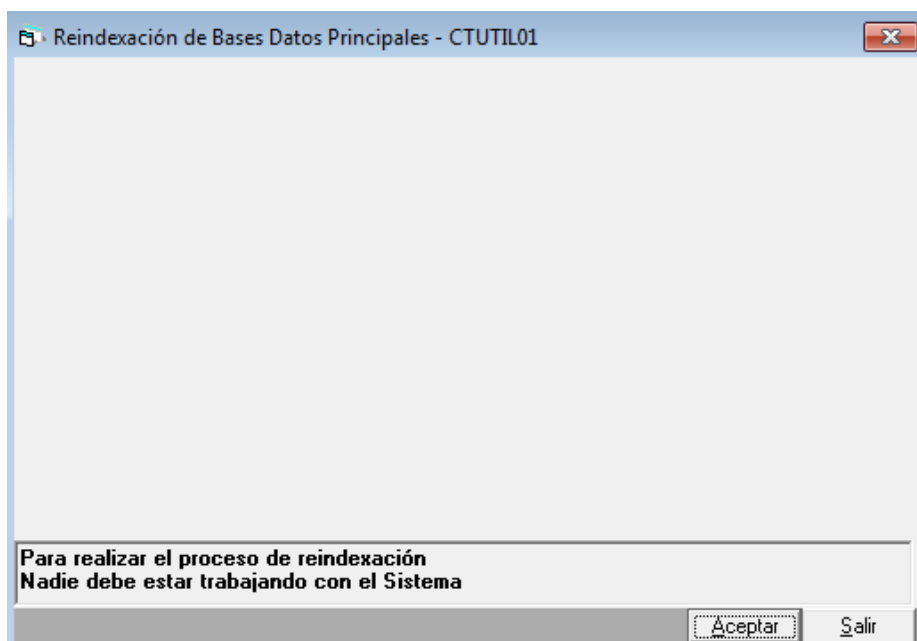 Reindexación de Bases Datos Principales - CTUTIL01
Para realizar el proceso de reindexación
Nadie debe estar trabajando con el Sistema
Aceptar
Salir